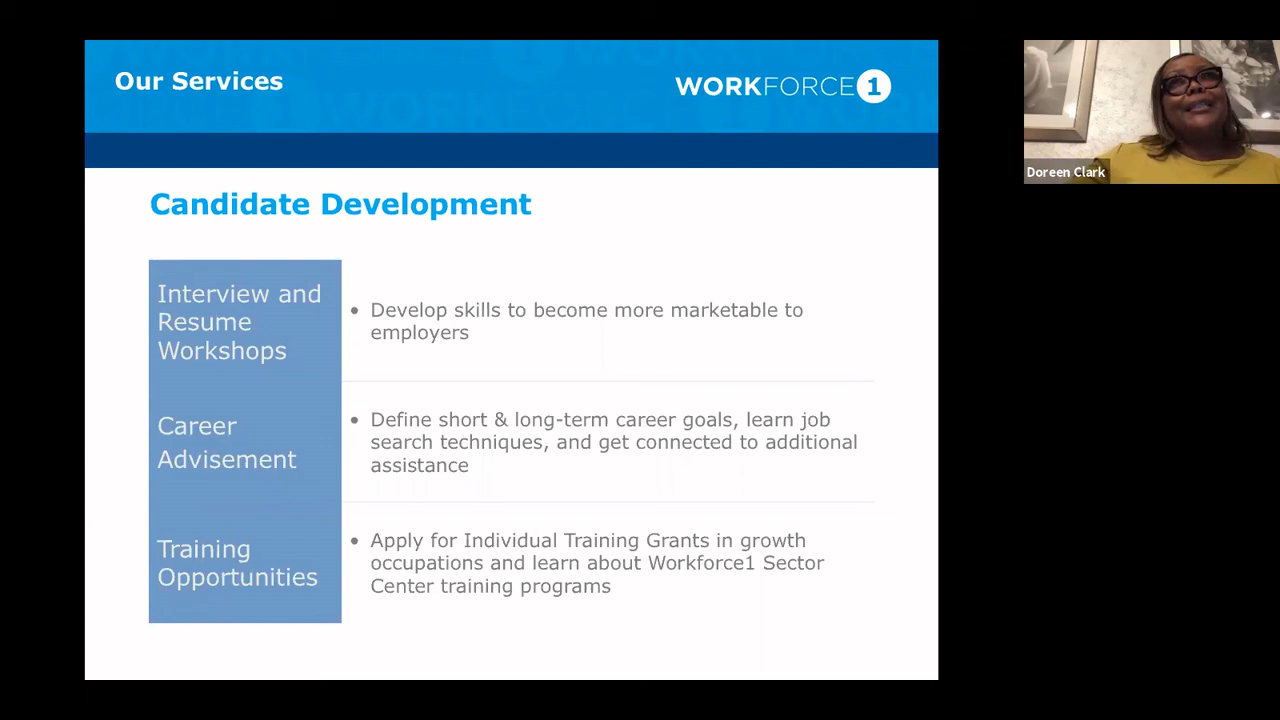 Our Services
WORKFORCE 1
Doreen Clark
Candidate Development
Interview and
Resume
Workshops
• Develop skills to become more marketable to
employers
Career
Advisement
• Define short & long-term career goals, learn job
search techniques, and get connected to additional
assistance
Training
Opportunities
• Apply for Individual Training Grants in growth
occupations and learn about Workforce1 Sector
Center training programs